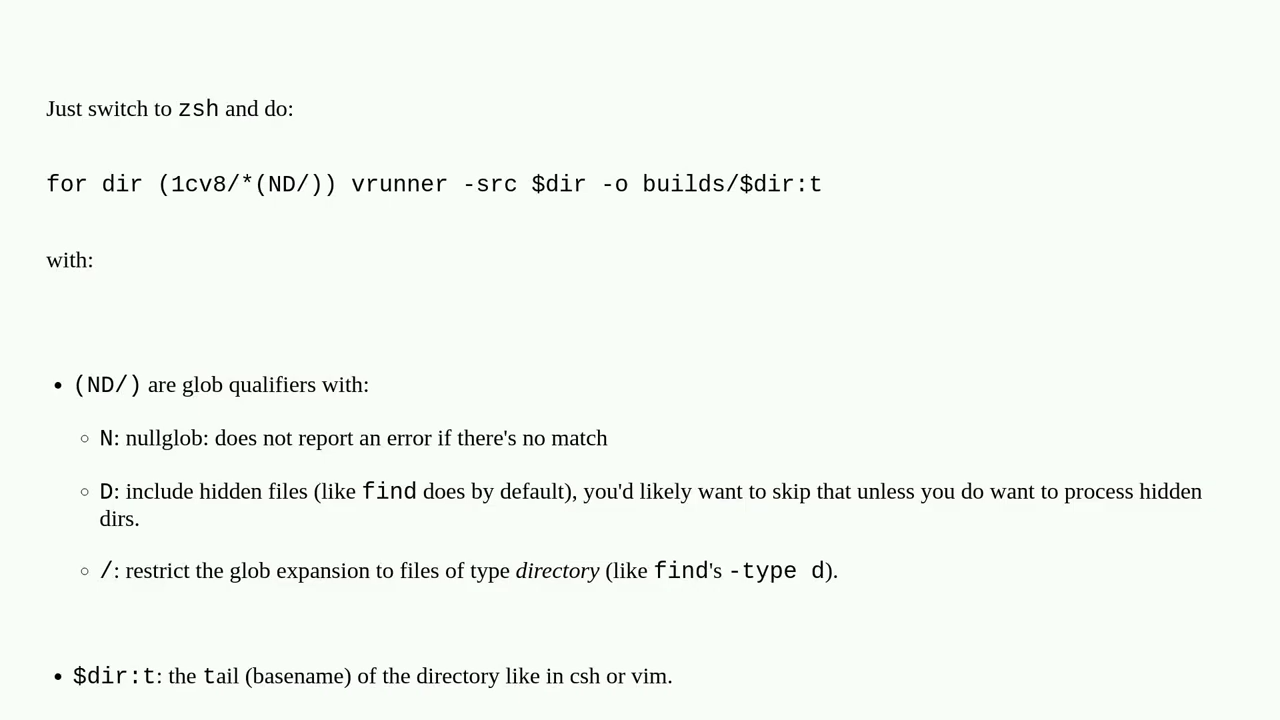 Just switch to zsh and do:
for dir (1cv8/*(ND/)) vrunner -src $dir -o builds/$dir:t
with:
• (ND/) are glob qualifiers with:
○ N: nullglob: does not report an error if there's no match
○ D: include hidden files (like find does by default), you'd likely want to skip that unless you do want to process hidden
dirs.
○ /: restrict the glob expansion to files of type directory (like find's -type d).
• $dir:t: the tail (basename) of the directory like in csh or vim.